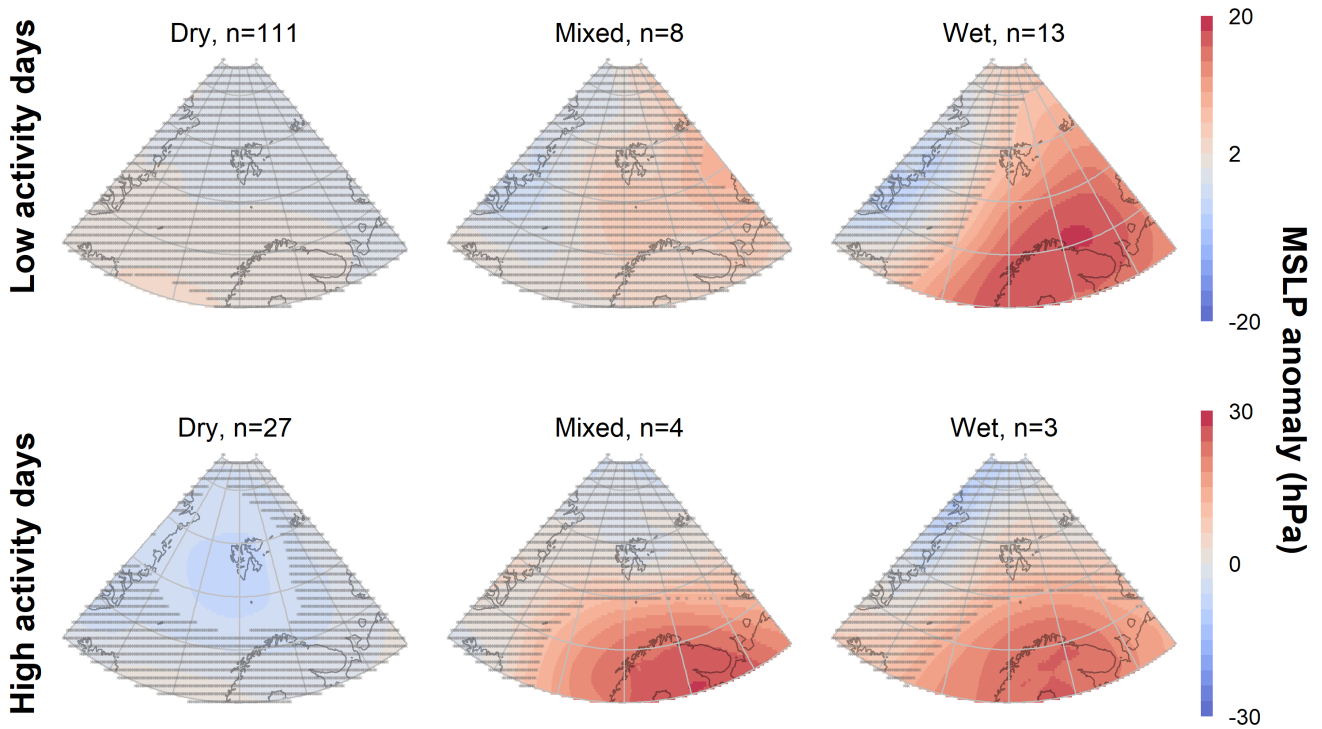 Low activity days
Dry, n=111
Mixed, n=8
Wet, n=13
20
2
-20
MSLP anomaly (hPa)
High activity days
Dry, n=27
Mixed, n=4
Wet, n=3
30
0
-30